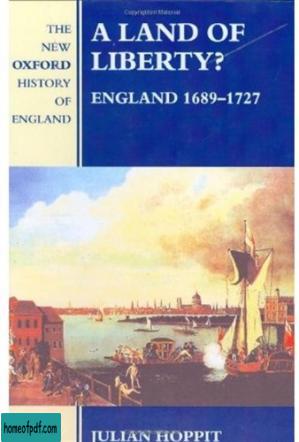 THE
NEW
OXFORD
HISTORY
OF
ENGLAND
A LAND OF
LIBERTY?
ENGLAND 1689–1727
homeofpdf.com
JULIAN HOPPIT